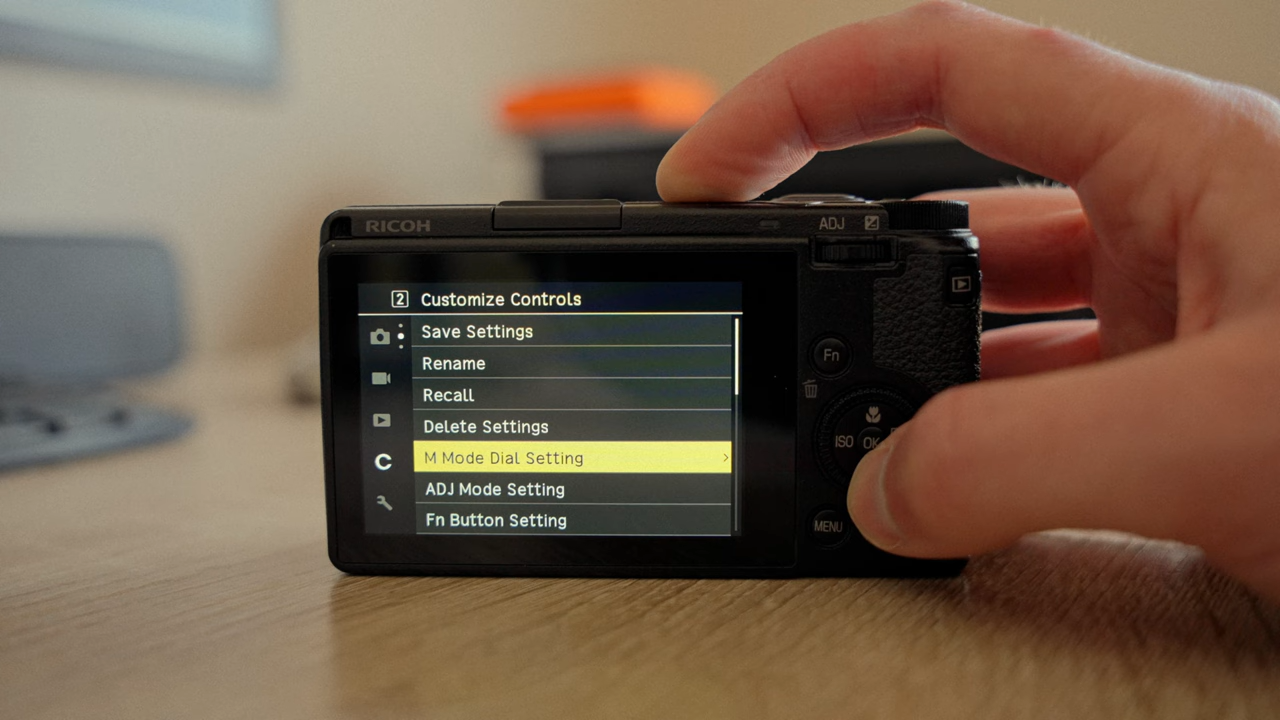 RICOH
ADJ
2 Customize Controls
Save Settings
Rename
Recall
Delete Settings
M Mode Dial Setting
ADJ Mode Setting
Fn Button Setting
C
Fn
ISO
OK
MENU